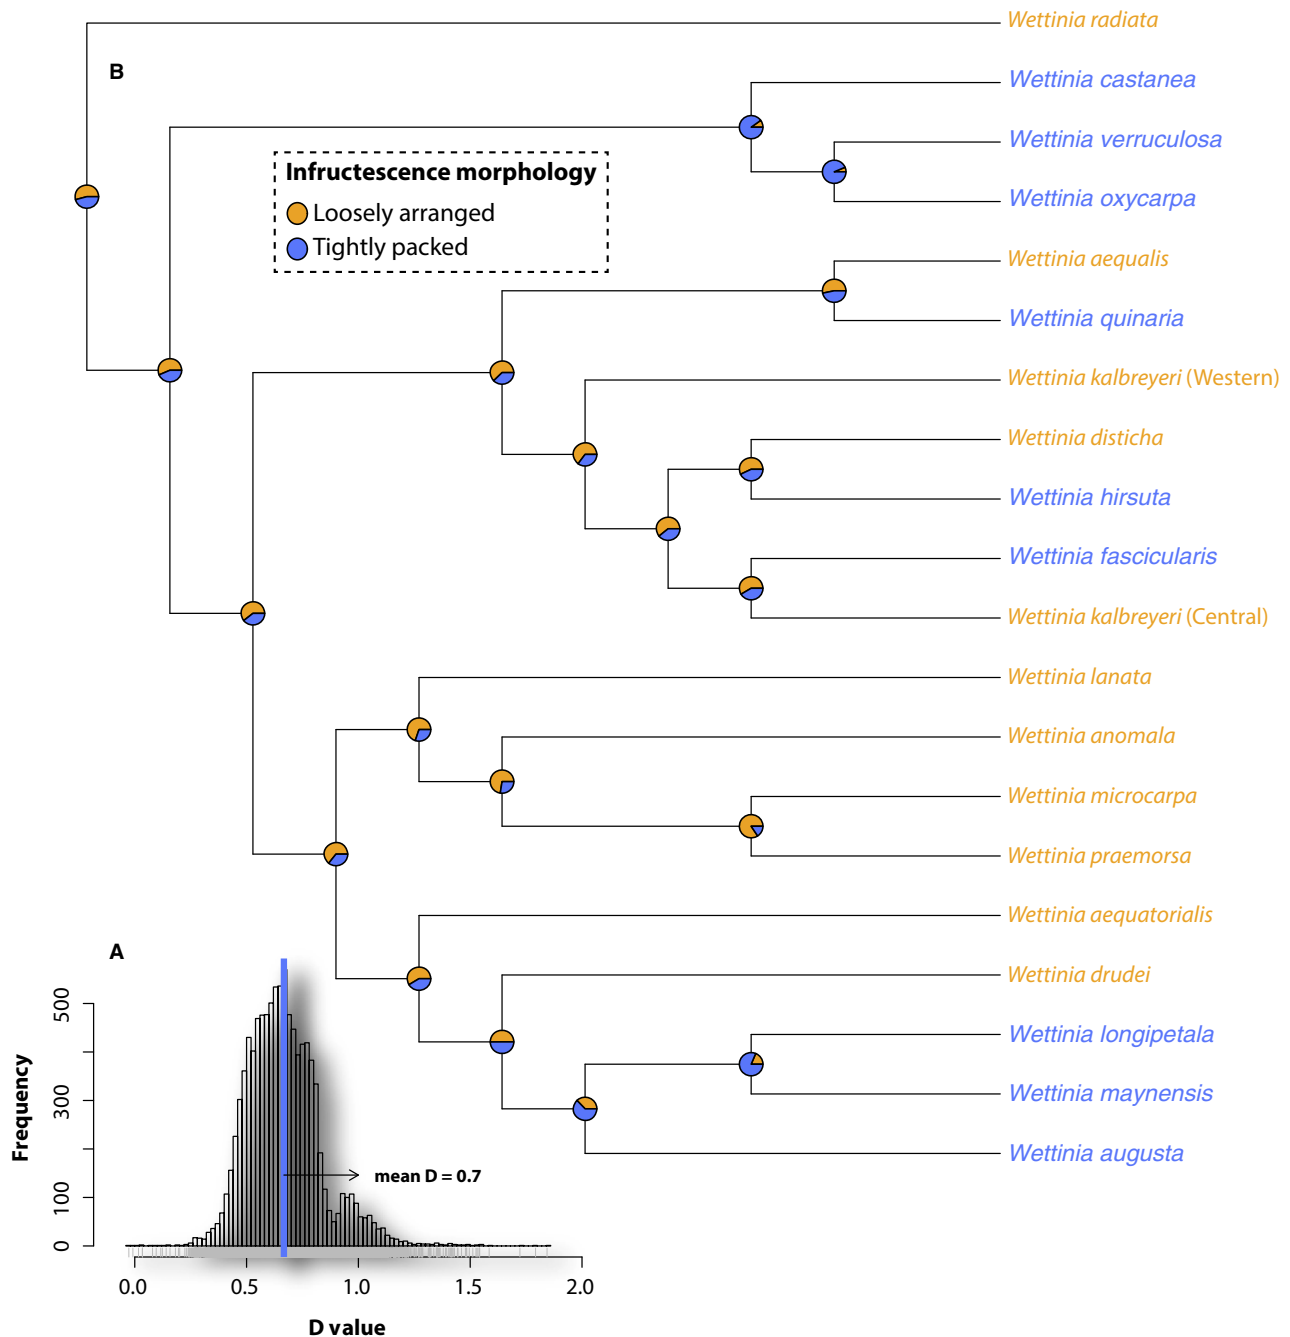 Wettinia radiata
B
Wettinia castanea
Wettinia verruculosa
Infructescence morphology
Wettinia oxycarpa
Loosely arranged
Tightly packed
Wettinia aequalis
Wettinia quinaria
Wettinia kalbreyeri (Western)
Wettinia disticha
Wettinia hirsuta
Wettinia fascicularis
Wettinia kalbreyeri (Central)
Wettinia lanata
Wettinia anomala
Wettinia microcarpa
Wettinia praemorsa
Wettinia aequatorialis
A
Wettinia drudei
Wettinia longipetala
Wettinia maynensis
Wettinia augusta
500
300
100
0
Frequency
mean D = 0.7
0.0 0.5 1.0 1.5 2.0
D value